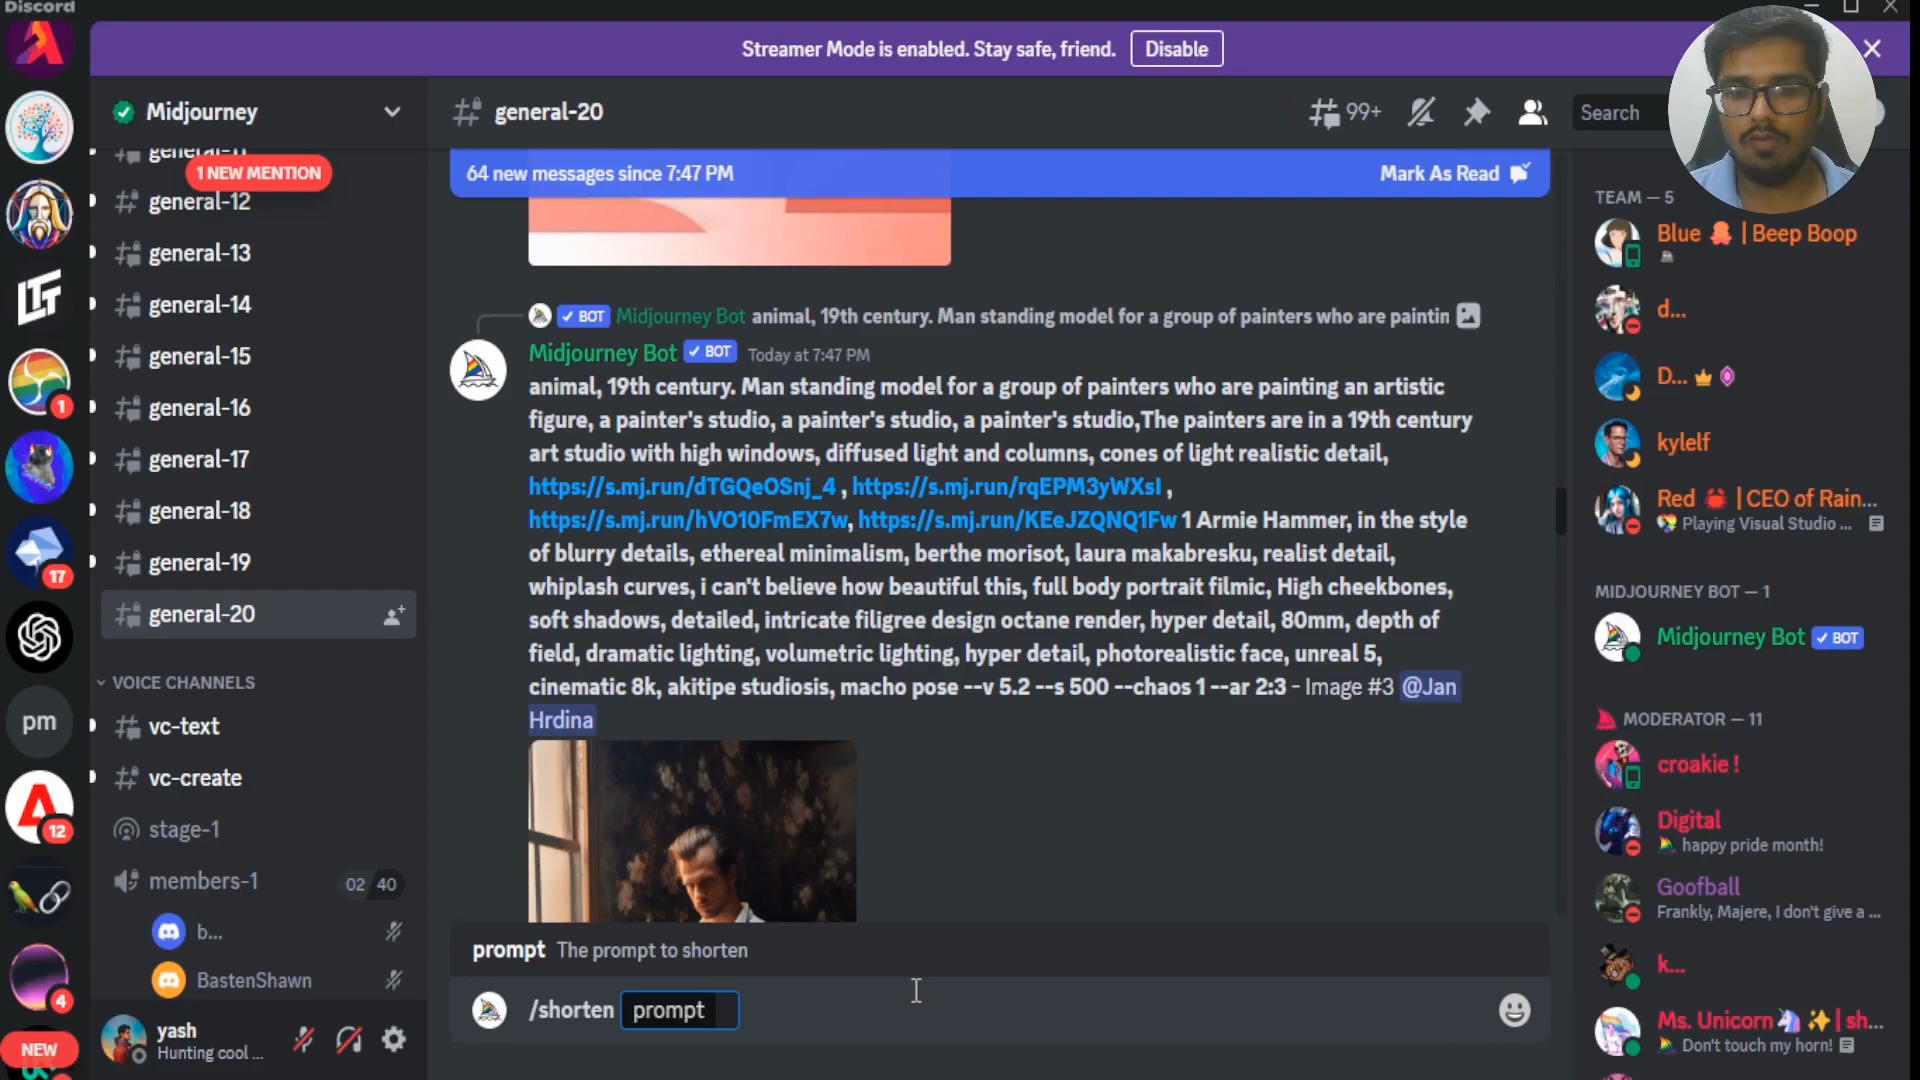 Discord
Streamer Mode is enabled. Stay safe, friend.
Disable
Midjourney
general-20
99+
Search
general-11
1 NEW MENTION
general-12
general-13
general-14
general-15
general-16
general-17
general-18
general-19
general-20
VOICE CHANNELS
vc-text
vc-create
stage-1
members-1
02 40
b...
BastenShawn
yash
Hunting cool ...
LTT
1
17
pm
12
4
NEW
64 new messages since 7:47 PM
Mark As Read
✓ BOT Midjourney Bot animal, 19th century. Man standing model for a group of painters who are paintin
Midjourney Bot ✓ BOT Today at 7:47 PM
animal, 19th century. Man standing model for a group of painters who are painting an artistic
figure, a painter's studio, a painter's studio, a painter's studio,The painters are in a 19th century
art studio with high windows, diffused light and columns, cones of light realistic detail,
https://s.mj.run/dTGQeOSnj_4 , https://s.mj.run/rqEPM3yWXsI ,
https://s.mj.run/hVO10FmEX7w, https://s.mj.run/KEeJZQNQ1Fw 1 Armie Hammer, in the style
of blurry details, ethereal minimalism, berthe morisot, laura makabresku, realist detail,
whiplash curves, i can't believe how beautiful this, full body portrait filmic, High cheekbones,
soft shadows, detailed, intricate filigree design octane render, hyper detail, 80mm, depth of
field, dramatic lighting, volumetric lighting, hyper detail, photorealistic face, unreal 5,
cinematic 8k, akitipe studiosis, macho pose --v 5.2 --s 500 --chaos 1 --ar 2:3 - Image #3 @Jan
Hrdina
prompt The prompt to shorten
/shorten prompt
TEAM — 5
Blue | Beep Boop
d...
D...
kylelf
Red | CEO of Rain...
Playing Visual Studio ...
MIDJOURNEY BOT — 1
Midjourney Bot ✓ BOT
MODERATOR — 11
croakie !
Digital
happy pride month!
Goofball
Majere, I don't give a ...
k...
Ms. Unicorn | sh...
Don't touch my horn!